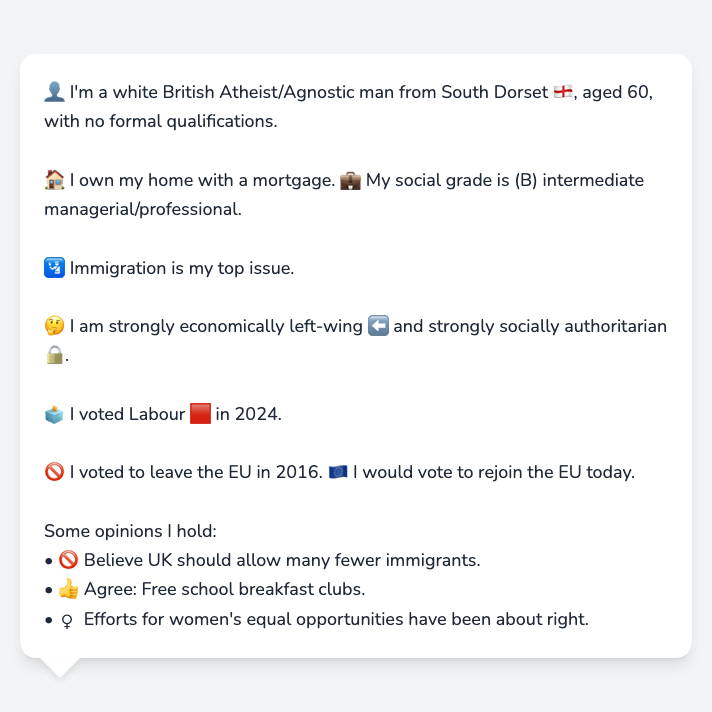 👤 I'm a white British Atheist/Agnostic man from South Dorset 🏴󠁧󠁢󠁥󠁮󠁧󠁿, aged 60,
with no formal qualifications.
🏠 I own my home with a mortgage. 💼 My social grade is (B) intermediate
managerial/professional.
🛂 Immigration is my top issue.
🤔 I am strongly economically left-wing ⬅️ and strongly socially authoritarian
🔒.
🗳️ I voted Labour 🟥 in 2024.
🚫 I voted to leave the EU in 2016. 🇪🇺 I would vote to rejoin the EU today.
Some opinions I hold:
• 🚫 Believe UK should allow many fewer immigrants.
• 👍 Agree: Free school breakfast clubs.
• ♀ Efforts for women's equal opportunities have been about right.